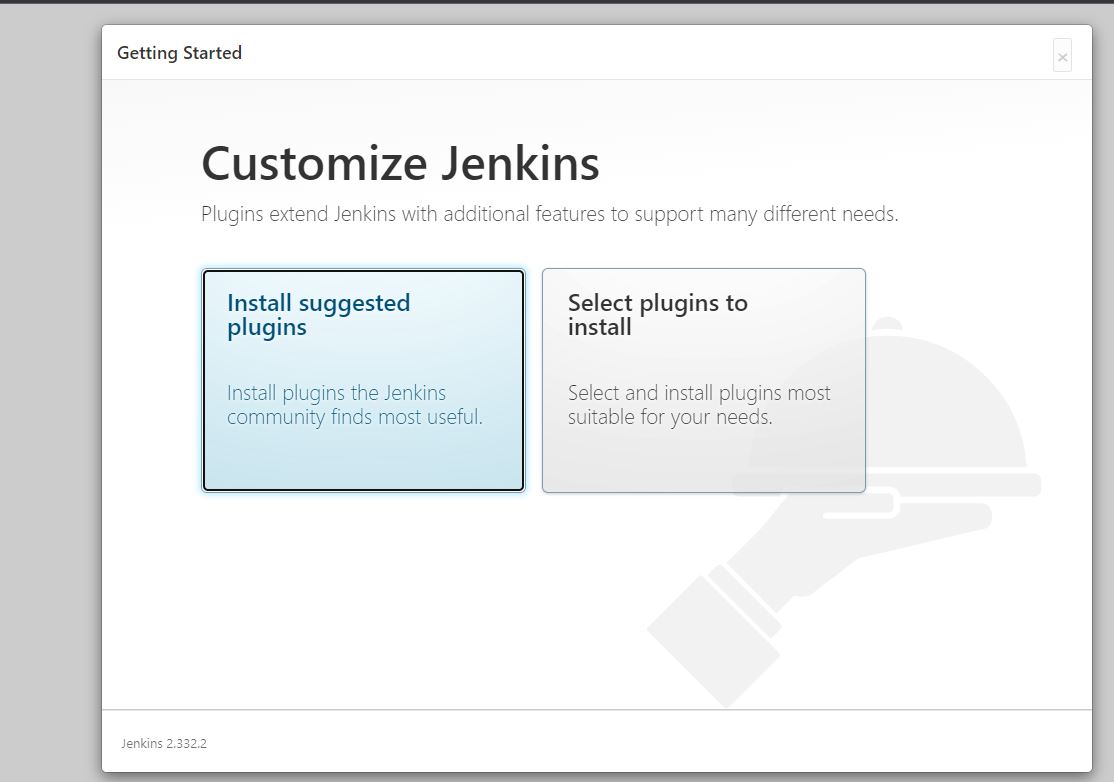 Getting Started
×
Customize Jenkins
Plugins extend Jenkins with additional features to support many different needs.
Install suggested
plugins
Install plugins the Jenkins
community finds most useful.
Select plugins to
install
Select and install plugins most
suitable for your needs.
Jenkins 2.332.2